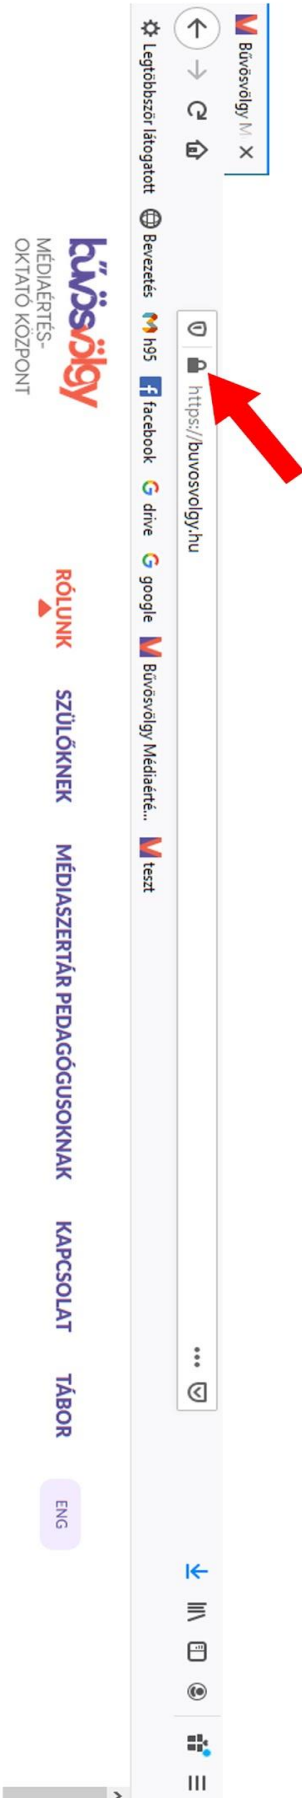 Bűvösvölgy M
https://buvosvolgy.hu
Legtöbbször látogatott Bevezetés h95 facebook drive google Bűvösvölgy Médiaérté... teszt
bűvösvölgy
MÉDIAÉRTÉS-
OKTATÓ KÖZPONT
RÓLUNK SZÜLŐKNEK MÉDIASZERTÁR PEDAGÓGUSOKNAK KAPCSOLAT TÁBOR ENG